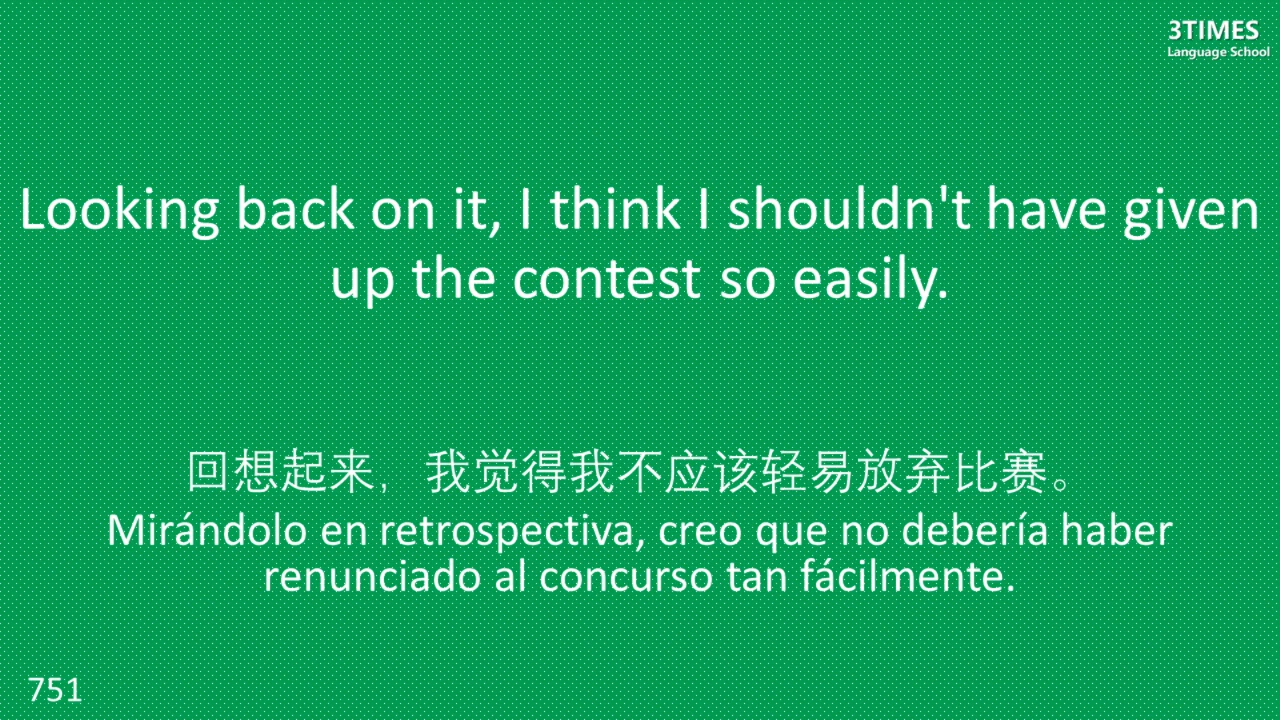 3TIMES
Language School
Looking back on it, I think I shouldn't have given
up the contest so easily.
回想起来，我觉得我不应该轻易放弃比赛。
Mirándolo en retrospectiva, creo que no debería haber
renunciado al concurso tan fácilmente.
751